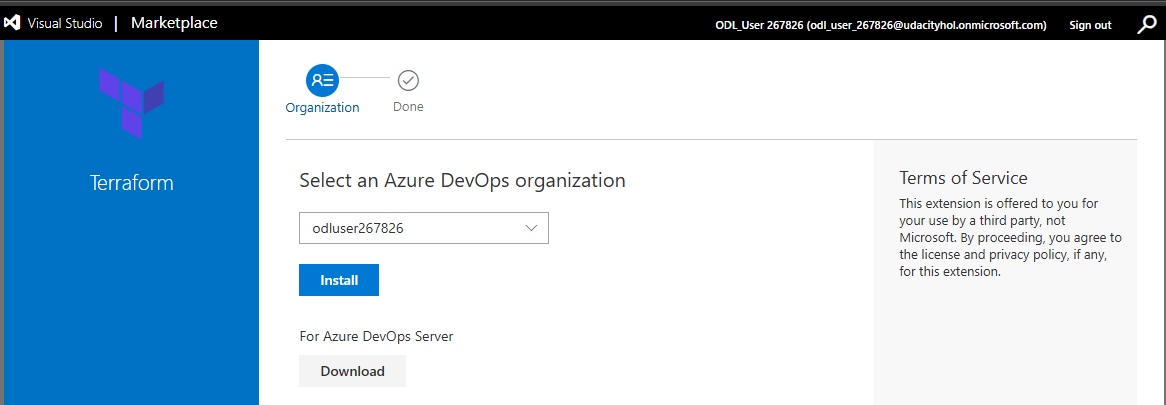 Visual Studio | Marketplace
ODL_User 267826 (odl_user_267826@udacityhol.onmicrosoft.com) Sign out
Organization
Done
Terraform
Select an Azure DevOps organization
odluser267826
Install
For Azure DevOps Server
Download
Terms of Service
This extension is offered to you for
your use by a third party, not
Microsoft. By proceeding, you agree to
the license and privacy policy, if any,
for this extension.